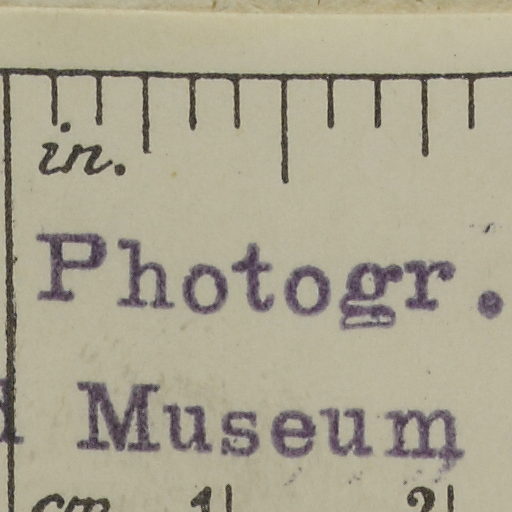 in.
Photogr.
Museum
cm 1 2